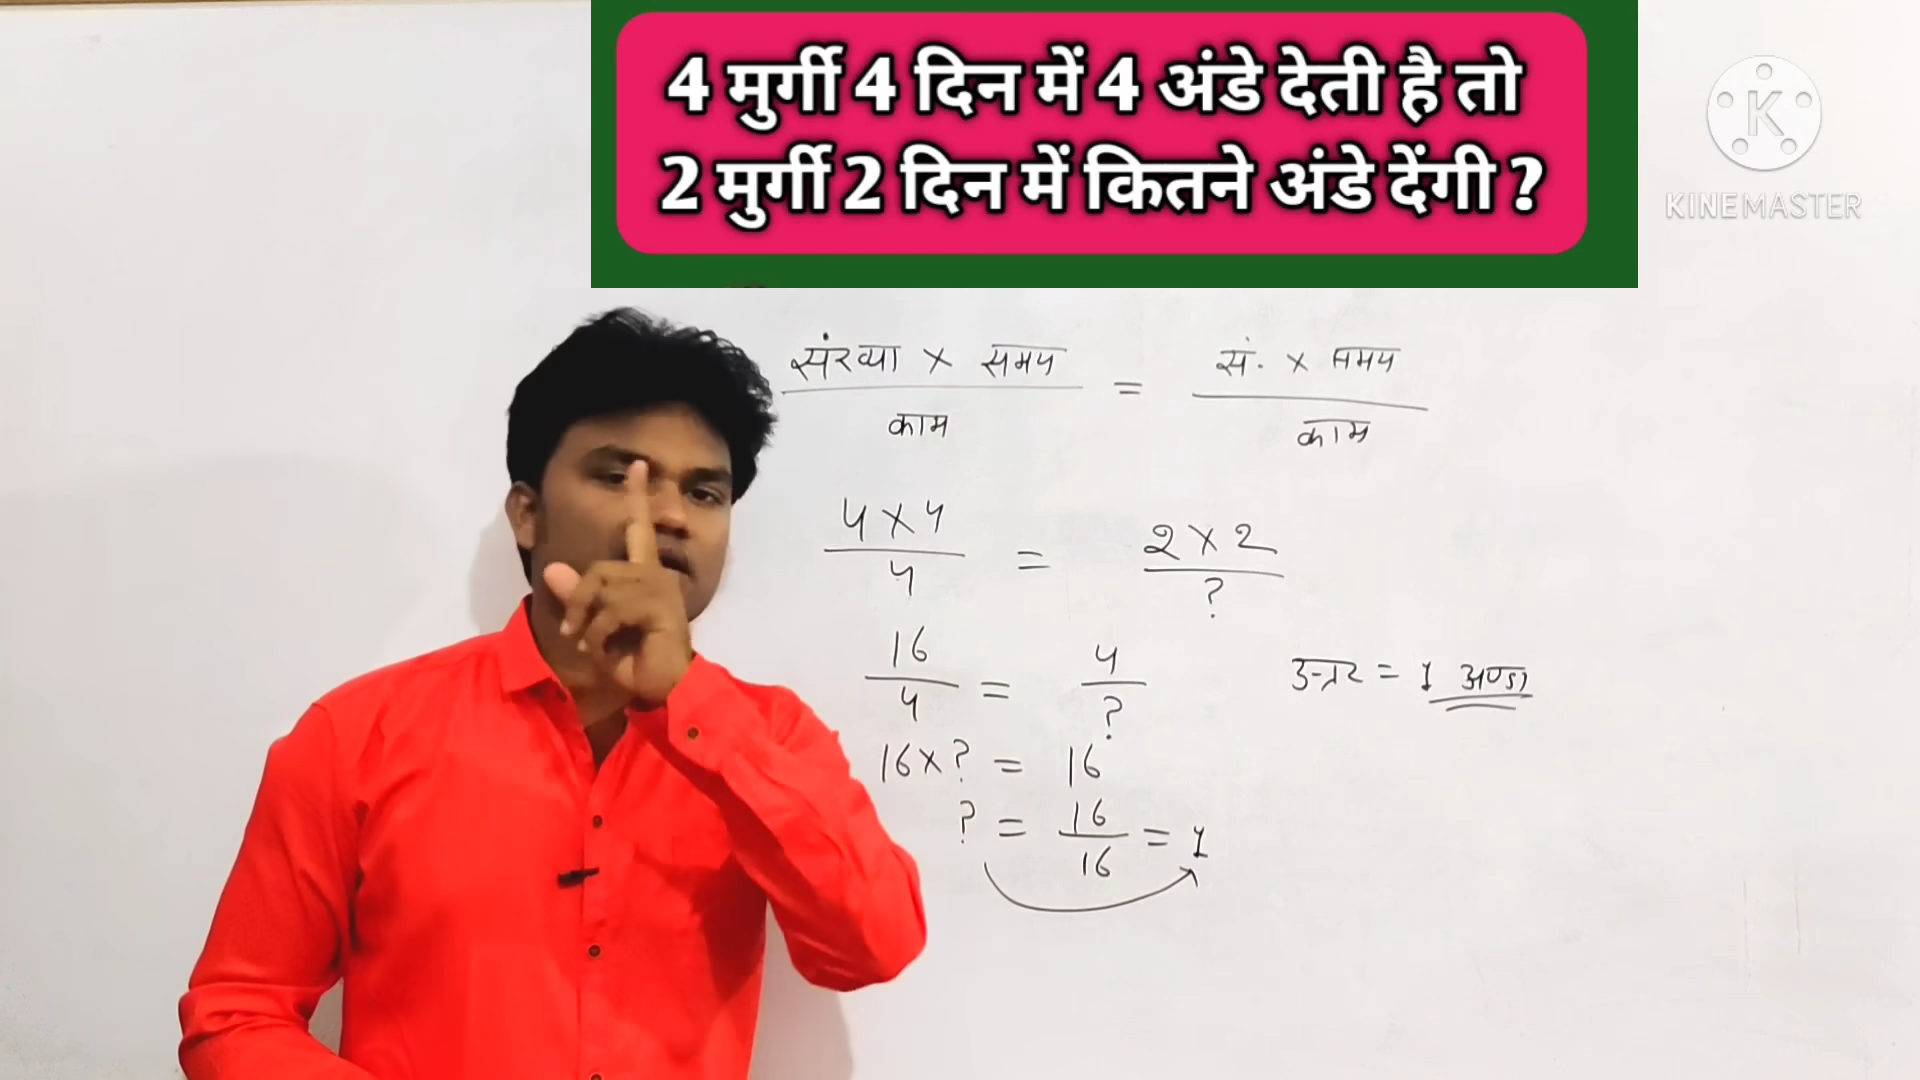 4 मुर्गी 4 दिन में 4 अंडे देती है तो
2 मुर्गी 2 दिन में कितने अंडे देंगी ?
KINEMASTER
संख्या × समय / काम = सं. × समय / काम
4 × 4 / 4 = 2 × 2 / ?
16 / 4 = 4 / ?
उत्तर = 1 अण्डा
16 × ? = 16
? = 16 / 16 = 1